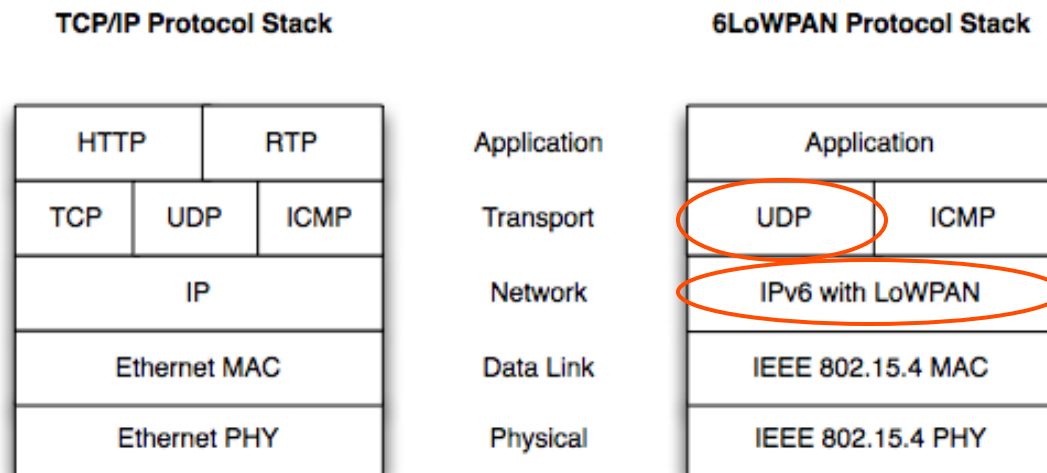 TCP/IP Protocol Stack 6LoWPAN Protocol Stack
HTTP RTP Application Application
TCP UDP ICMP Transport UDP ICMP
IP Network IPv6 with LoWPAN
Ethernet MAC Data Link IEEE 802.15.4 MAC
Ethernet PHY Physical IEEE 802.15.4 PHY